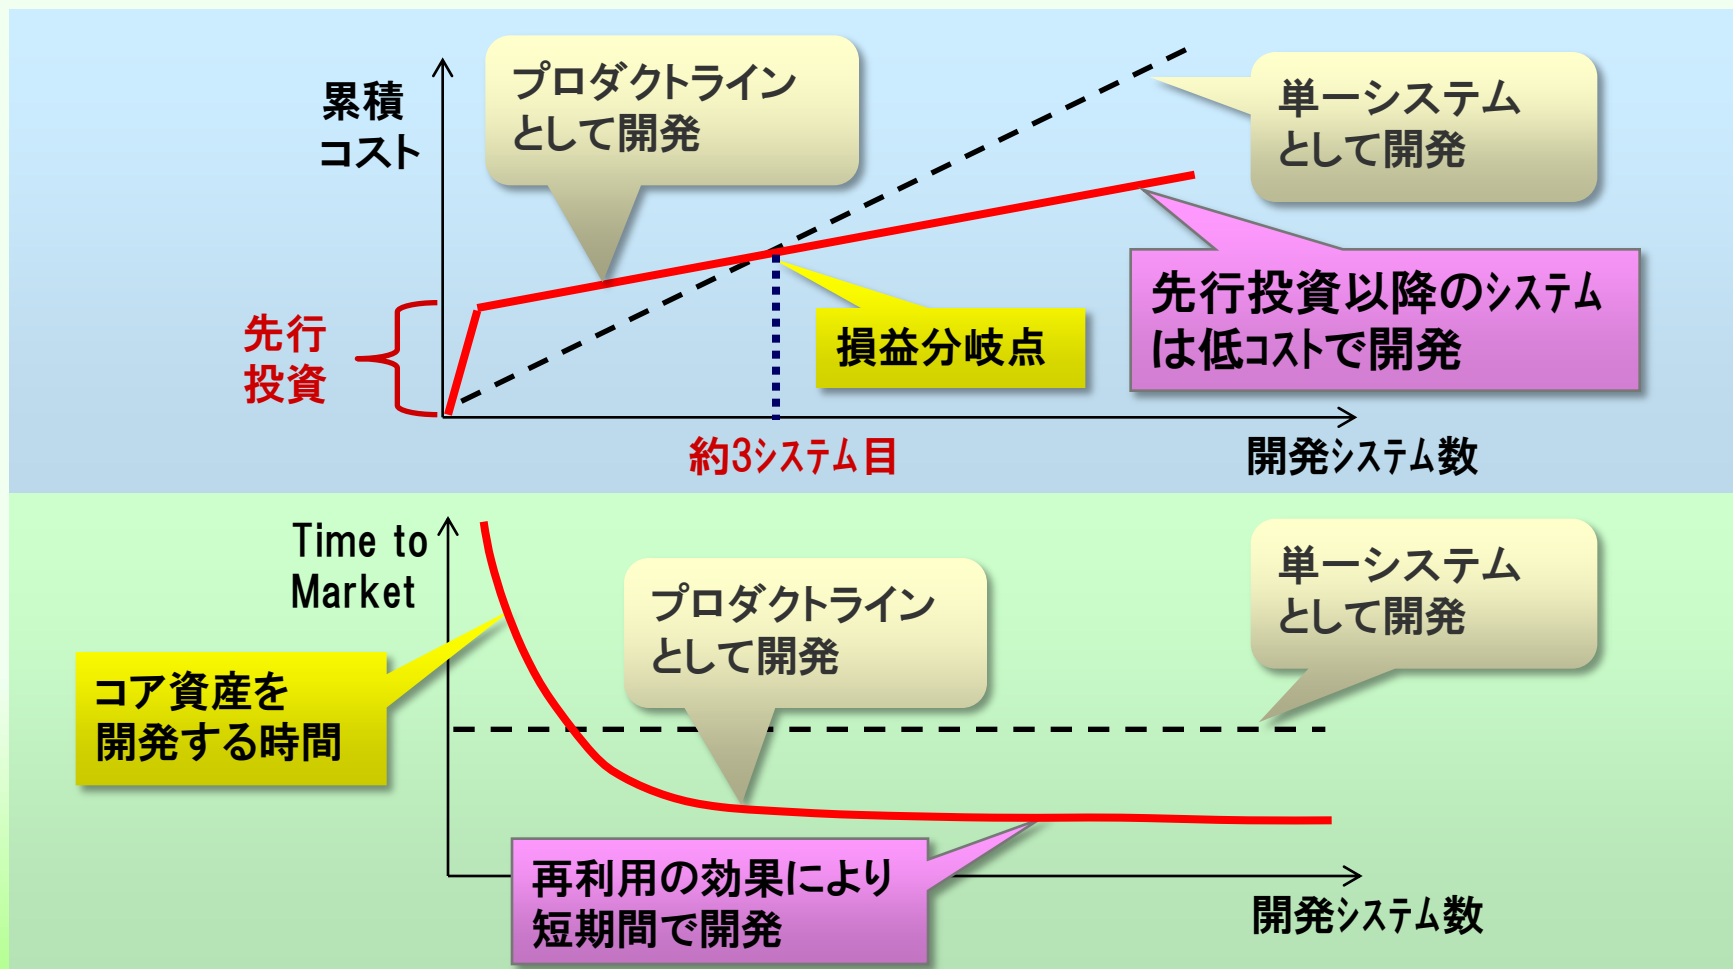 プロダクトライン
として開発
累積
コスト
単一システム
として開発
先行
投資
損益分岐点
先行投資以降のｼｽﾃﾑ
は低ｺｽﾄで開発
約3ｼｽﾃﾑ目
開発ｼｽﾃﾑ数
Time to
Market
プロダクトライン
として開発
単一システム
として開発
コア資産を
開発する時間
再利用の効果により
短期間で開発
開発ｼｽﾃﾑ数